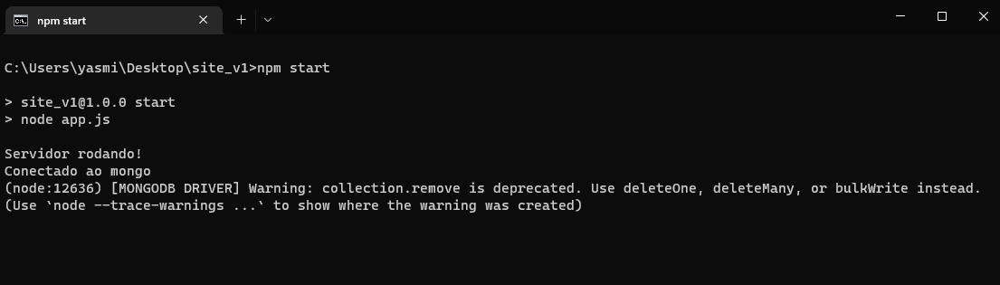 npm start
C:\Users\yasmi\Desktop\site_v1>npm start
> site_v1@1.0.0 start
> node app.js
Servidor rodando!
Conectado ao mongo
(node:12636) [MONGODB DRIVER] Warning: collection.remove is deprecated. Use deleteOne, deleteMany, or bulkWrite instead.
(Use `node --trace-warnings ...` to show where the warning was created)